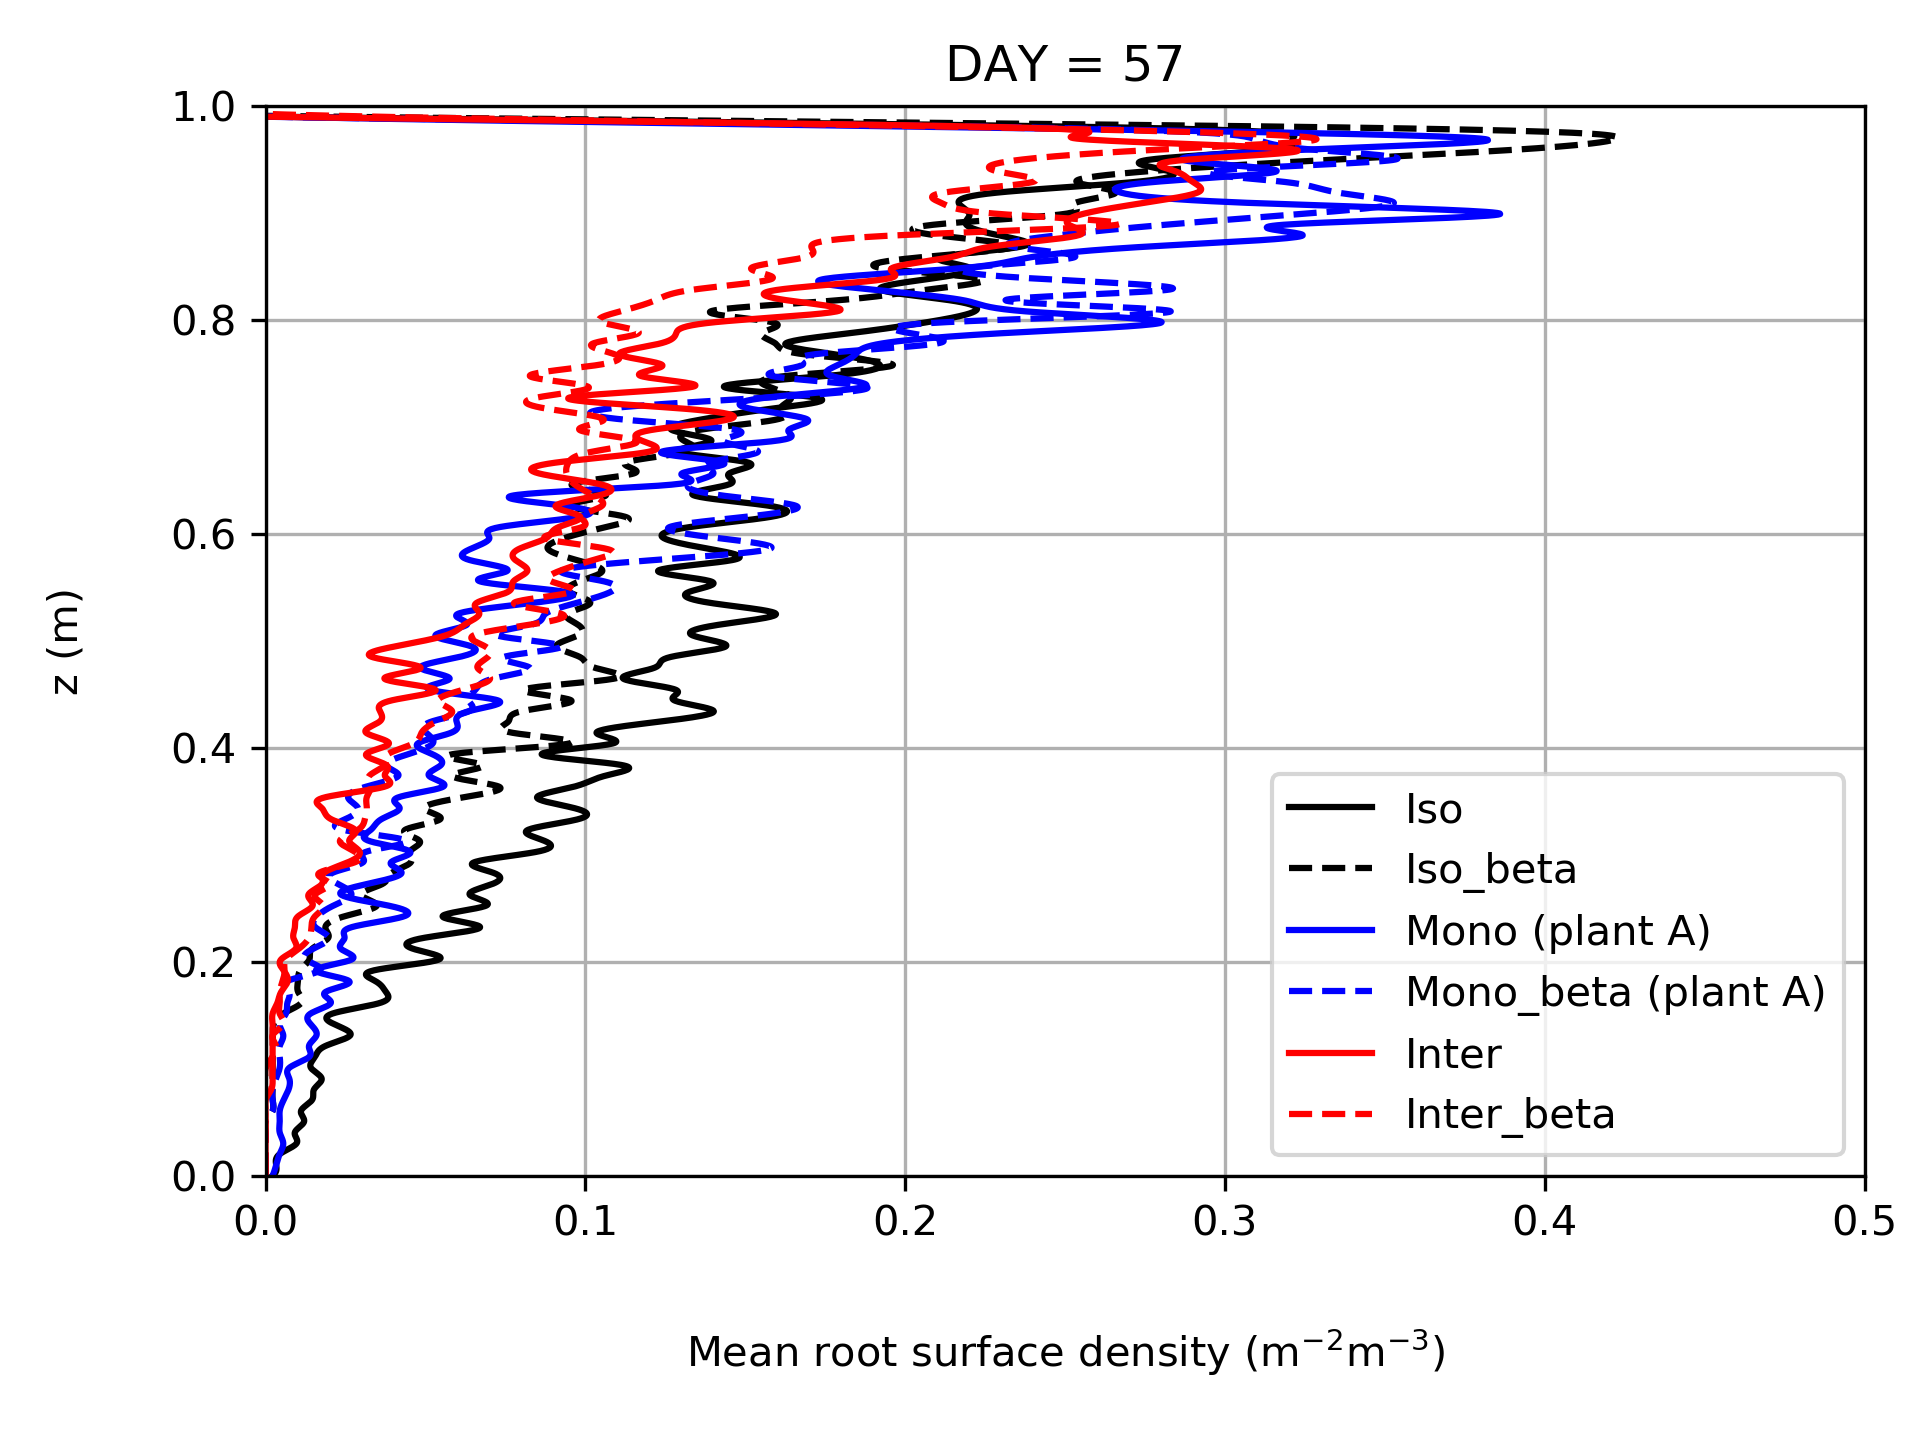 DAY = 57
1.0
0.8
0.6
0.4
0.2
0.0
z (m)
0.0 0.1 0.2 0.3 0.4 0.5
Mean root surface density (m⁻²m⁻³)
Iso
Iso_beta
Mono (plant A)
Mono_beta (plant A)
Inter
Inter_beta